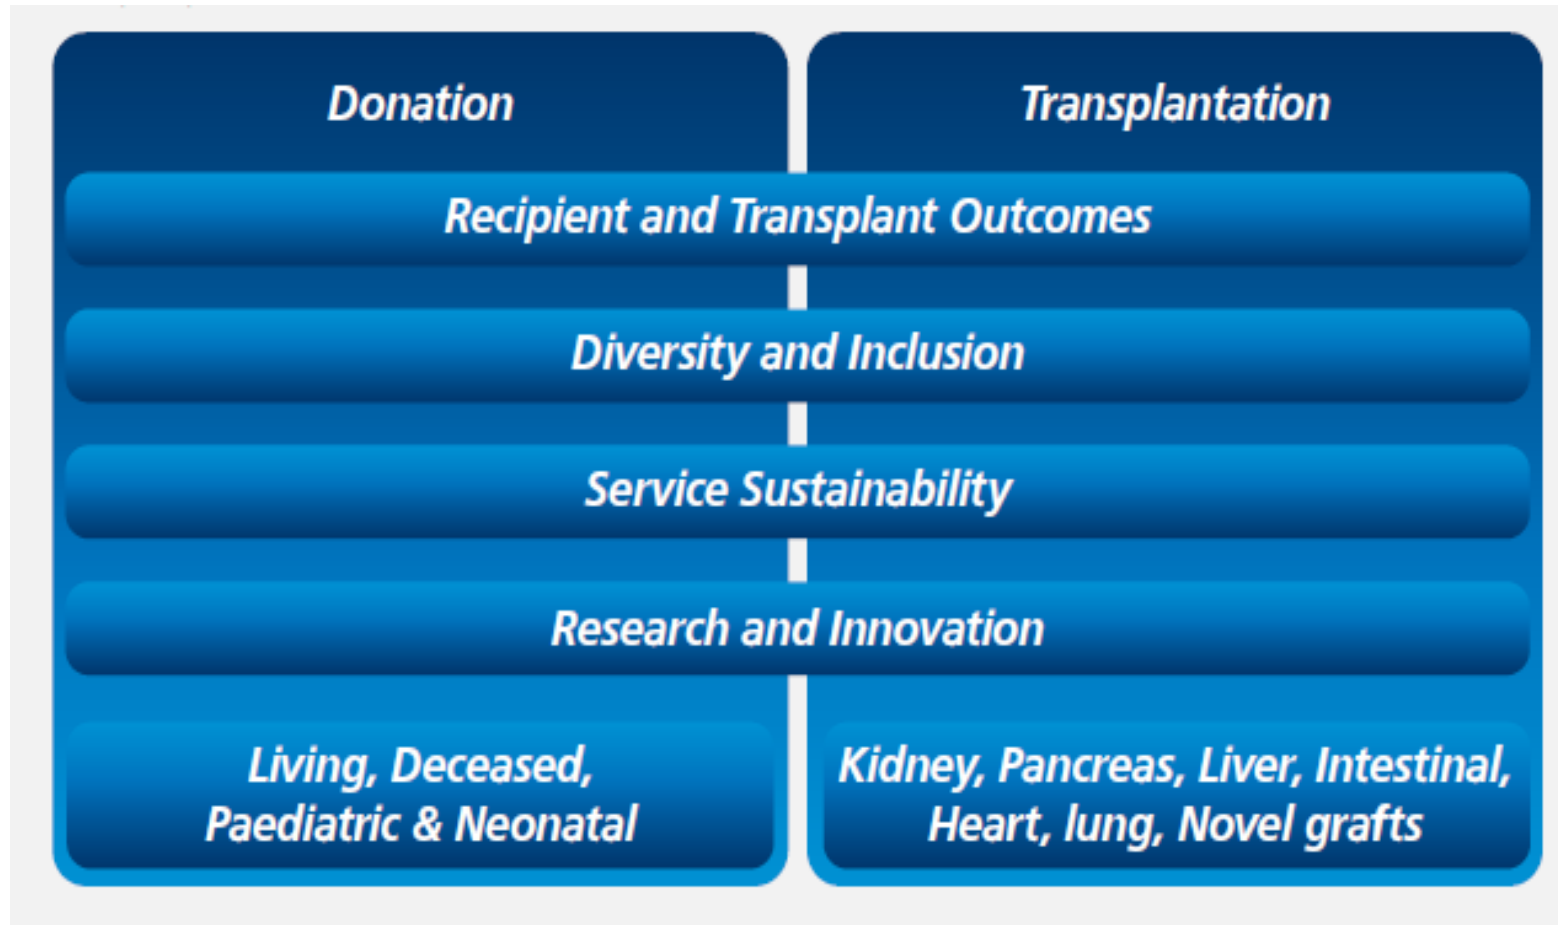 Donation
Transplantation
Recipient and Transplant Outcomes
Diversity and Inclusion
Service Sustainability
Research and Innovation
Living, Deceased,
Paediatric & Neonatal
Kidney, Pancreas, Liver, Intestinal,
Heart, lung, Novel grafts